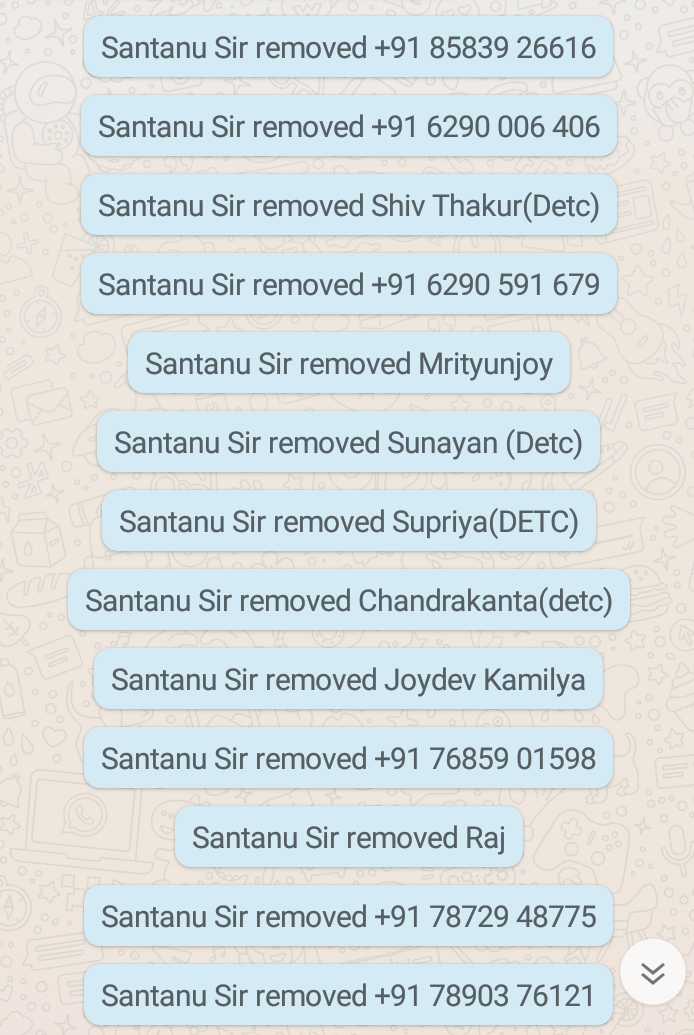 Santanu Sir removed +91 85839 26616
Santanu Sir removed +91 6290 006 406
Santanu Sir removed Shiv Thakur(Detc)
Santanu Sir removed +91 6290 591 679
Santanu Sir removed Mrityunjoy
Santanu Sir removed Sunayan (Detc)
Santanu Sir removed Supriya(DETC)
Santanu Sir removed Chandrakanta(detc)
Santanu Sir removed Joydev Kamilya
Santanu Sir removed +91 76859 01598
Santanu Sir removed Raj
Santanu Sir removed +91 78729 48775
Santanu Sir removed +91 78903 76121